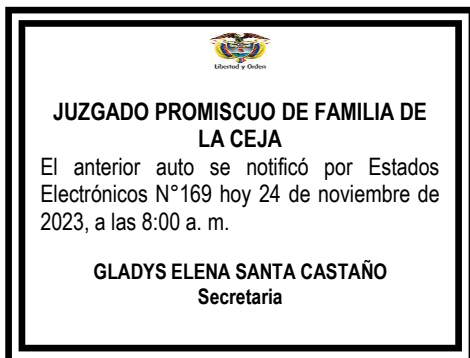 Libertad y Orden
JUZGADO PROMISCUO DE FAMILIA DE
LA CEJA
El anterior auto se notificó por Estados
Electrónicos N°169 hoy 24 de noviembre de
2023, a las 8:00 a. m.
GLADYS ELENA SANTA CASTAÑO
Secretaria